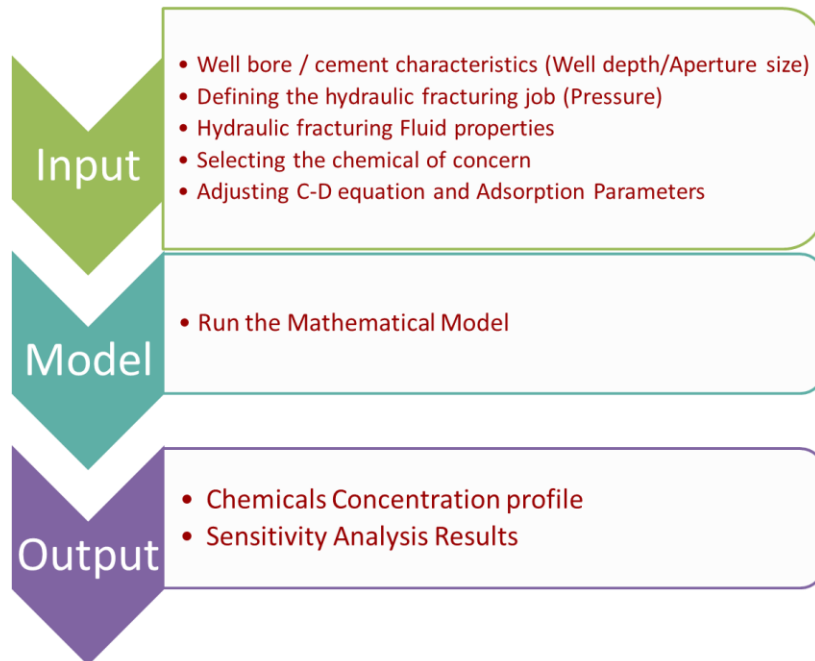 Input
• Well bore / cement characteristics (Well depth/Aperture size)
• Defining the hydraulic fracturing job (Pressure)
• Hydraulic fracturing Fluid properties
• Selecting the chemical of concern
• Adjusting C-D equation and Adsorption Parameters
Model
• Run the Mathematical Model
Output
• Chemicals Concentration profile
• Sensitivity Analysis Results